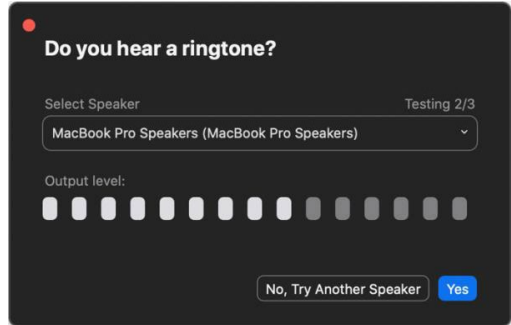 Do you hear a ringtone?
Select Speaker
Testing 2/3
MacBook Pro Speakers (MacBook Pro Speakers)
Output level:
No, Try Another Speaker
Yes